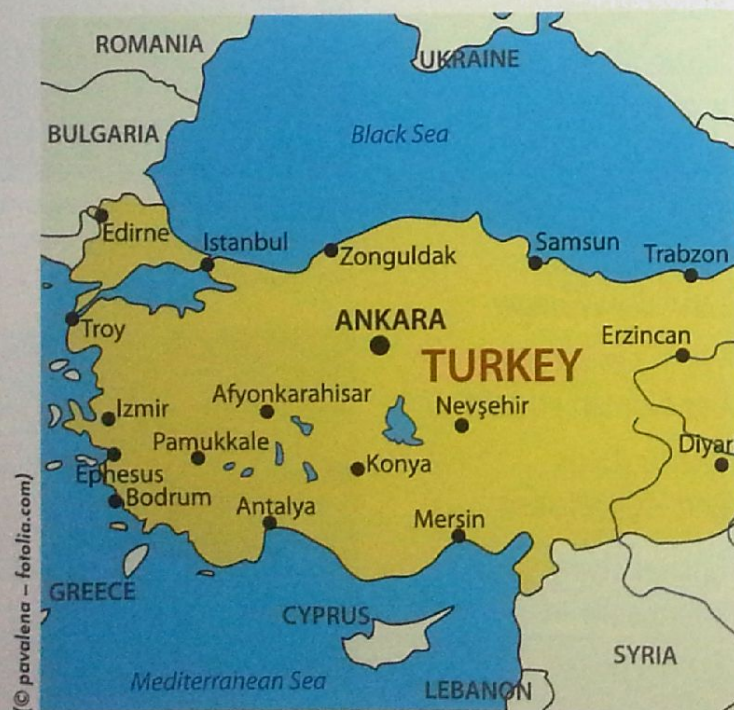 ROMANIA
UKRAINE
BULGARIA
Black Sea
Edirne
Istanbul
Zonguldak
Samsun
Trabzon
Troy
ANKARA
Erzincan
TURKEY
Afyonkarahisar
Izmir
Nevşehir
Pamukkale
Konya
Diyar
Ephesus
Bodrum
Antalya
Mersin
GREECE
CYPRUS
SYRIA
Mediterranean Sea
LEBANON
(© pavalena – fotolia.com)